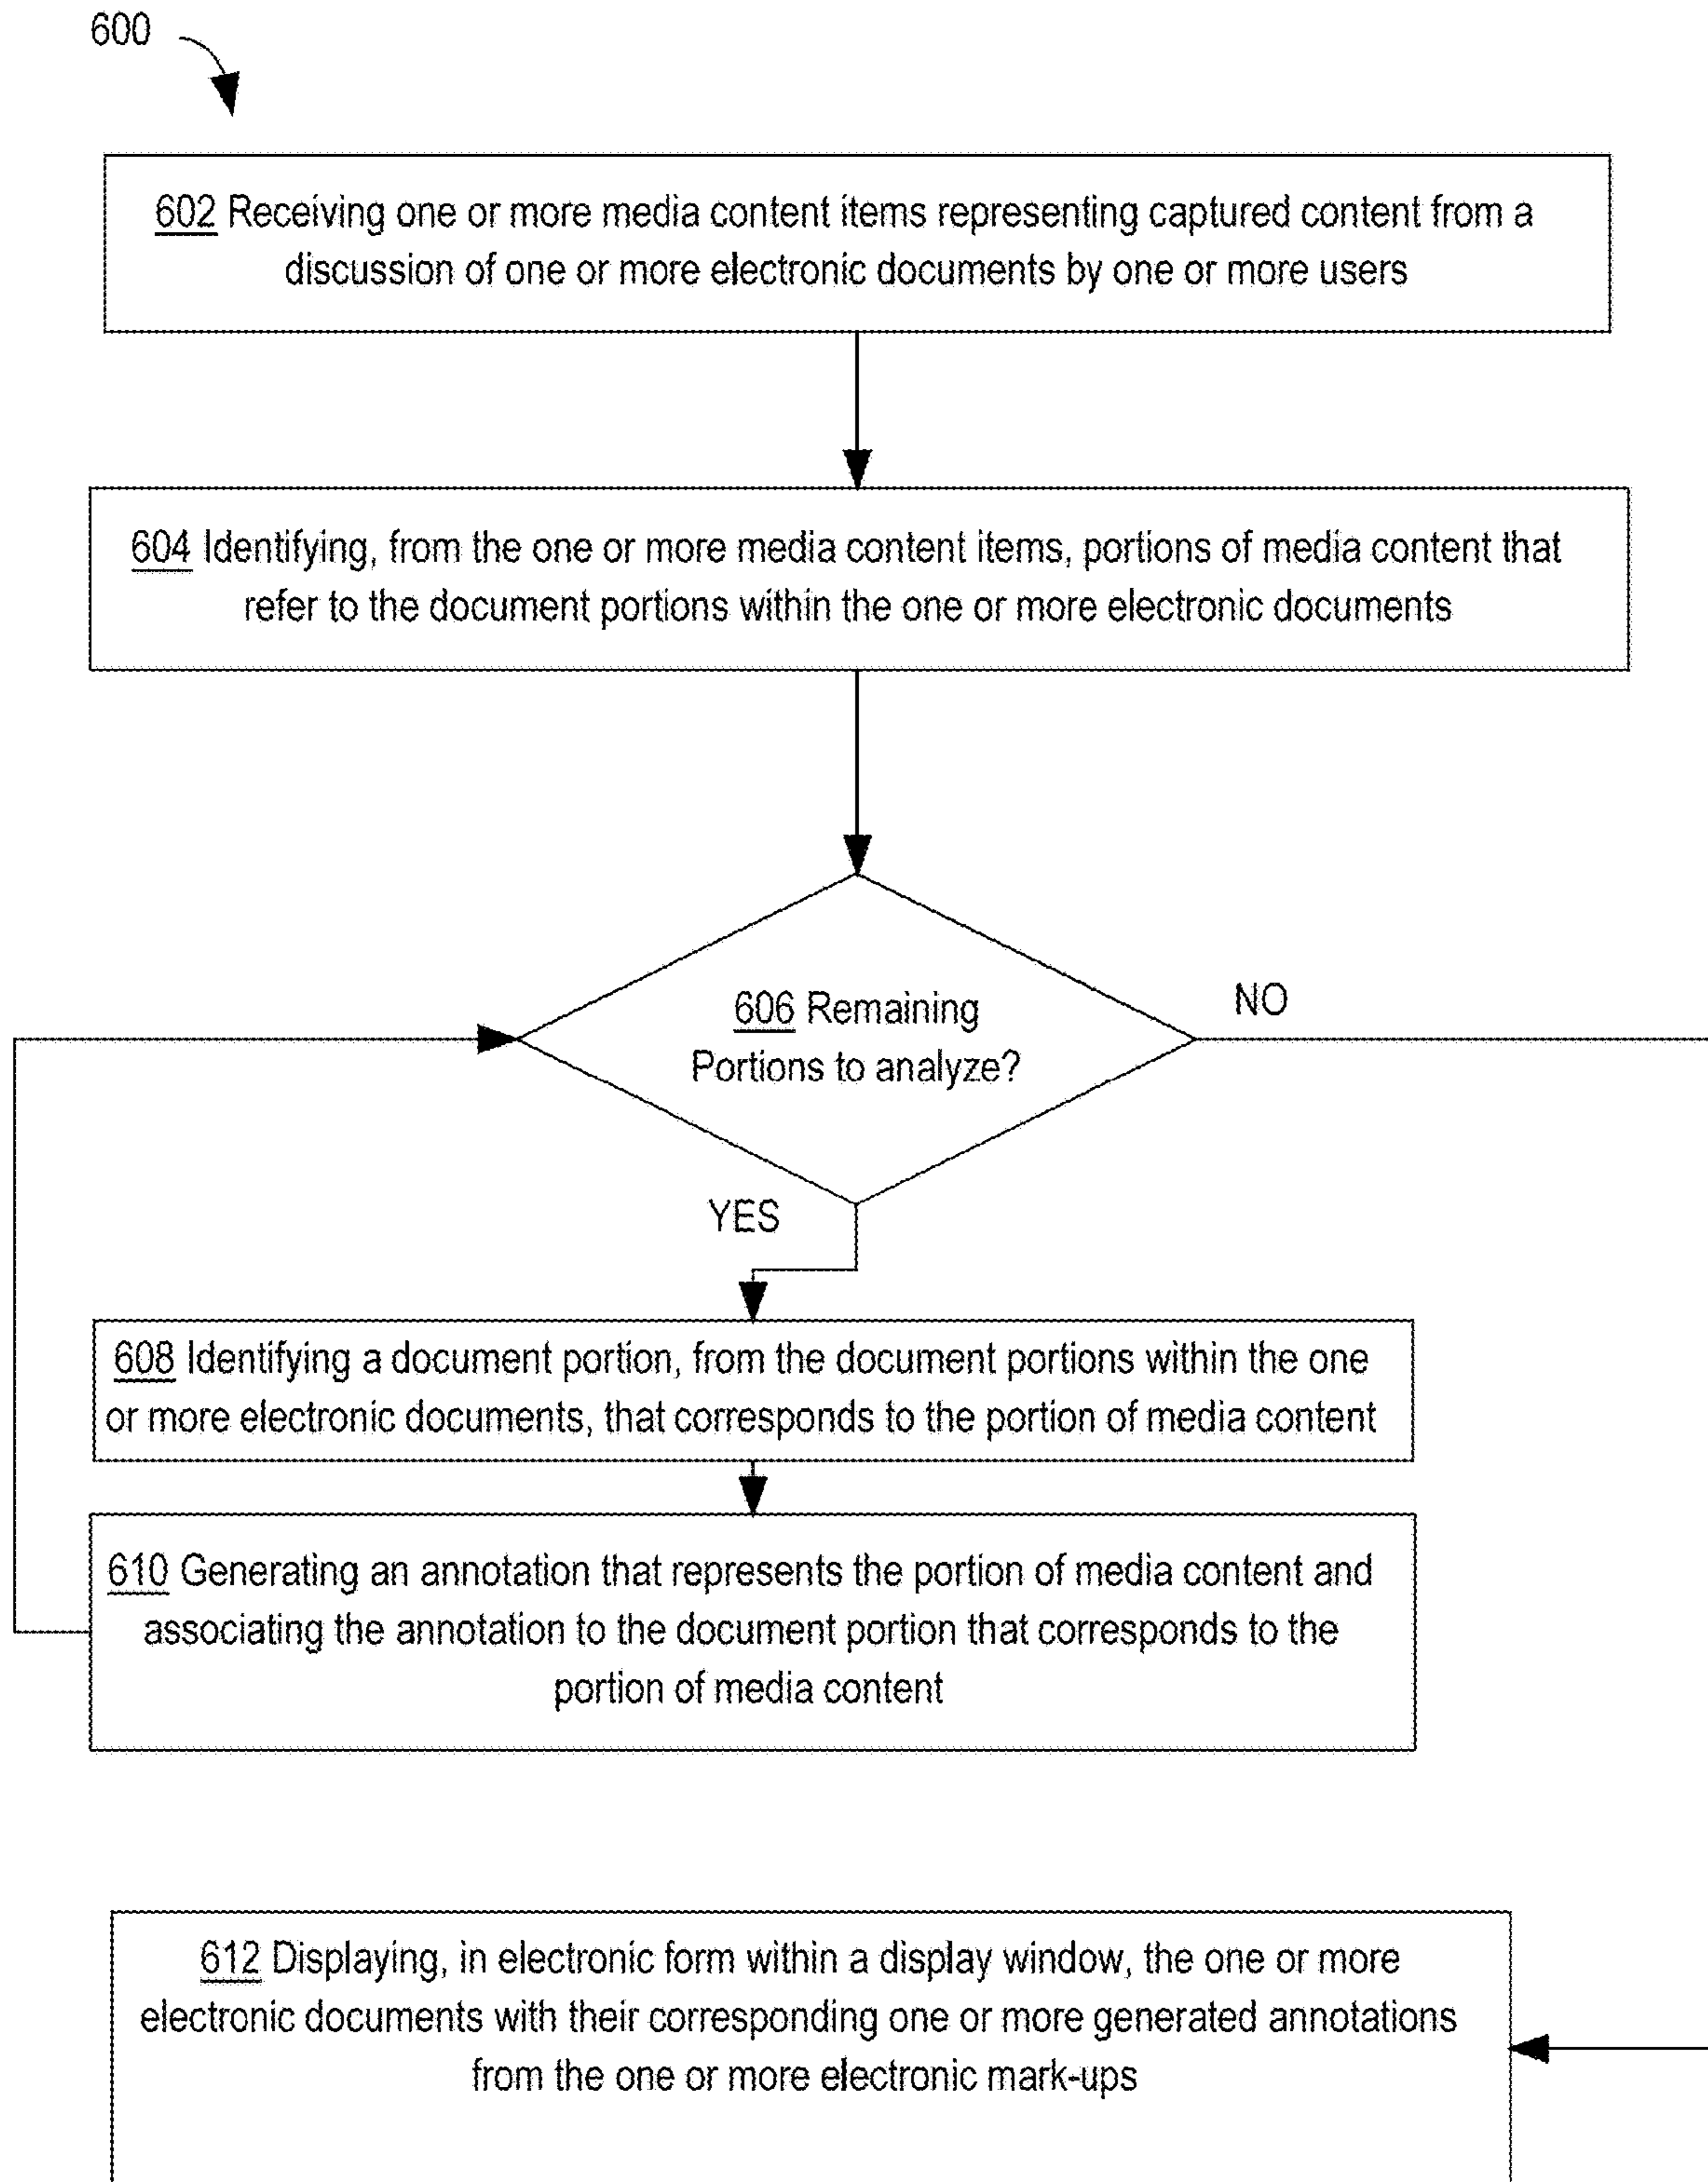 600
602 Receiving one or more media content items representing captured content from a
discussion of one or more electronic documents by one or more users
604 Identifying, from the one or more media content items, portions of media content that
refer to the document portions within the one or more electronic documents
606 Remaining
Portions to analyze?
NO
YES
608 Identifying a document portion, from the document portions within the one
or more electronic documents, that corresponds to the portion of media content
610 Generating an annotation that represents the portion of media content and
associating the annotation to the document portion that corresponds to the
portion of media content
612 Displaying, in electronic form within a display window, the one or more
electronic documents with their corresponding one or more generated annotations
from the one or more electronic mark-ups